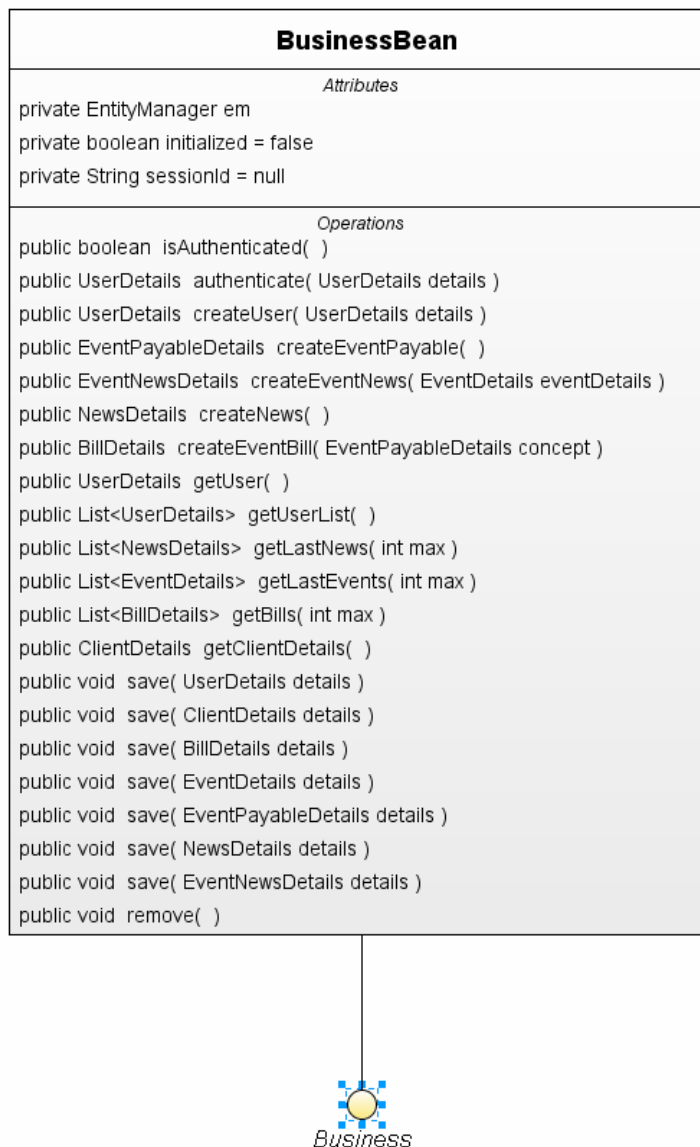 BusinessBean
Attributes
private EntityManager em
private boolean initialized = false
private String sessionId = null
Operations
public boolean isAuthenticated( )
public UserDetails authenticate( UserDetails details )
public UserDetails createUser( UserDetails details )
public EventPayableDetails createEventPayable( )
public EventNewsDetails createEventNews( EventDetails eventDetails )
public NewsDetails createNews( )
public BillDetails createEventBill( EventPayableDetails concept )
public UserDetails getUser( )
public List<UserDetails> getUserList( )
public List<NewsDetails> getLastNews( int max )
public List<EventDetails> getLastEvents( int max )
public List<BillDetails> getBills( int max )
public ClientDetails getClientDetails( )
public void save( UserDetails details )
public void save( ClientDetails details )
public void save( BillDetails details )
public void save( EventDetails details )
public void save( EventPayableDetails details )
public void save( NewsDetails details )
public void save( EventNewsDetails details )
public void remove( )
Business